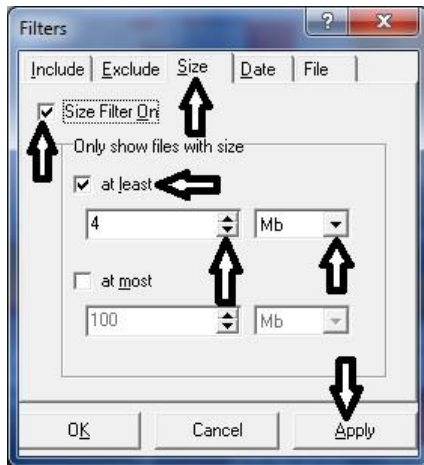 Filters
?
Include Exclude Size Date File
Size Filter On
Only show files with size
at least
4 Mb
at most
100 Mb
OK Cancel Apply